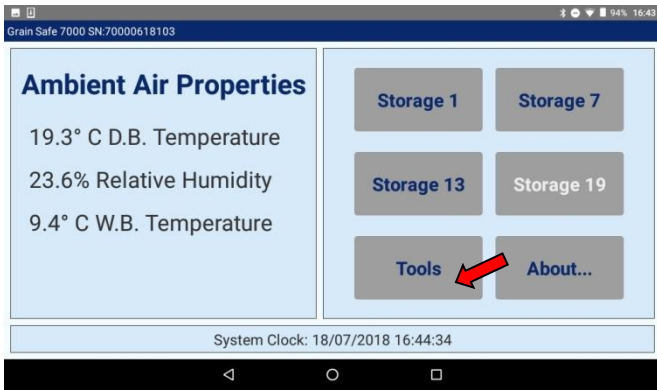 94% 16:43
Grain Safe 7000 SN:70000618103
Ambient Air Properties
19.3° C D.B. Temperature
23.6% Relative Humidity
9.4° C W.B. Temperature
Storage 1
Storage 7
Storage 13
Storage 19
Tools
About...
System Clock: 18/07/2018 16:44:34